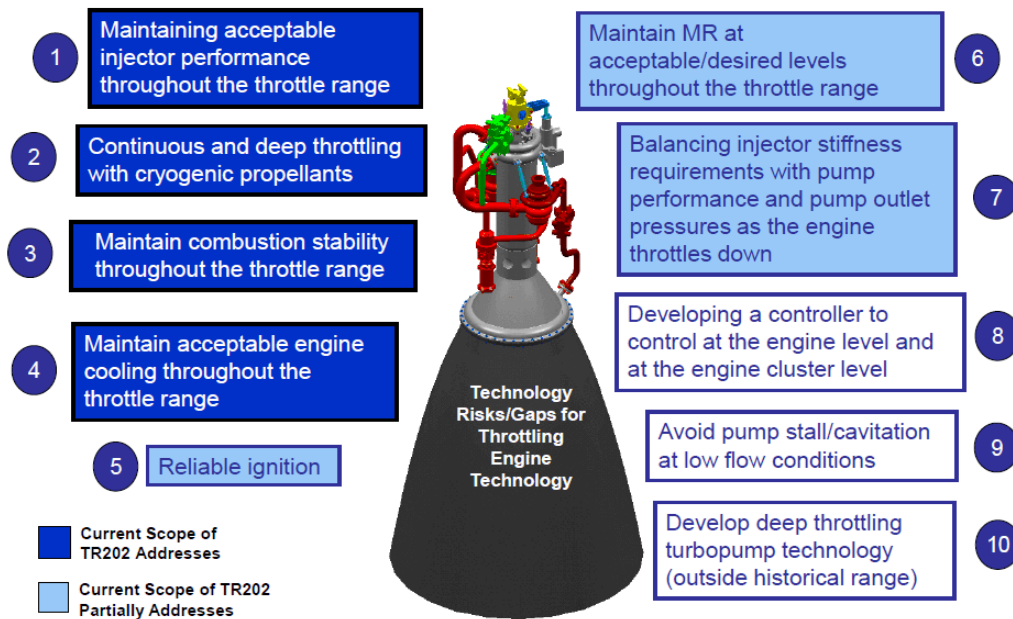 1
Maintaining acceptable
injector performance
throughout the throttle range
2
Continuous and deep throttling
with cryogenic propellants
3
Maintain combustion stability
throughout the throttle range
4
Maintain acceptable engine
cooling throughout the
throttle range
5
Reliable ignition
Current Scope of
TR202 Addresses
Current Scope of TR202
Partially Addresses
Technology
Risks/Gaps for
Throttling
Engine
Technology
Maintain MR at
acceptable/desired levels
throughout the throttle range
6
Balancing injector stiffness
requirements with pump
performance and pump outlet
pressures as the engine
throttles down
7
Developing a controller to
control at the engine level and
at the engine cluster level
8
Avoid pump stall/cavitation
at low flow conditions
9
Develop deep throttling
turbopump technology
(outside historical range)
10